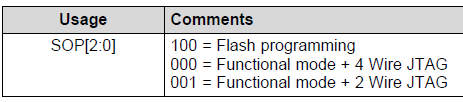 Usage Comments
SOP[2:0] 100 = Flash programming
000 = Functional mode + 4 Wire JTAG
001 = Functional mode + 2 Wire JTAG